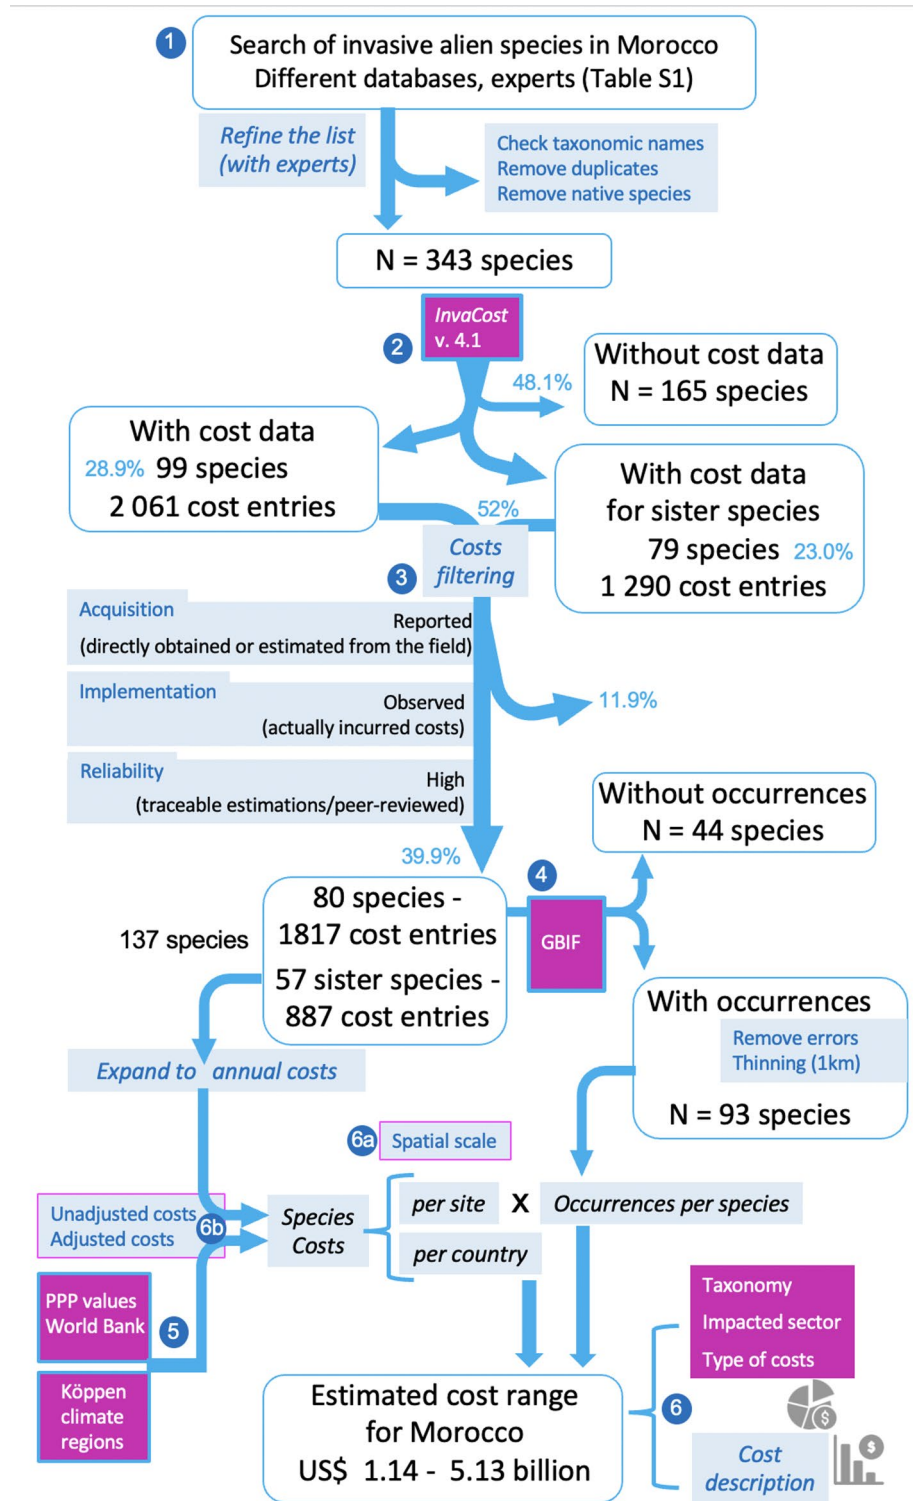 1
Search of invasive alien species in Morocco
Different databases, experts (Table S1)
Refine the list
(with experts)
Check taxonomic names
Remove duplicates
Remove native species
N = 343 species
InvaCost
v. 4.1
2
Without cost data
N = 165 species
48.1%
With cost data
28.9% 99 species
2 061 cost entries
With cost data
for sister species
79 species 23.0%
1 290 cost entries
52%
Costs
filtering
3
Acquisition
Reported
(directly obtained or estimated from the field)
Implementation
Observed
(actually incurred costs)
11.9%
Reliability
High
(traceable estimations/peer-reviewed)
39.9%
Without occurrences
N = 44 species
4
GBIF
137 species
80 species -
1817 cost entries
57 sister species -
887 cost entries
With occurrences
Remove errors
Thinning (1km)
N = 93 species
Expand to annual costs
6a
Spatial scale
Unadjusted costs
Adjusted costs
6b
Species
Costs
per site X Occurrences per species
per country
PPP values
World Bank
5
Köppen
climate
regions
Estimated cost range
for Morocco
US$ 1.14 - 5.13 billion
6
Taxonomy
Impacted sector
Type of costs
$
Cost
description
$